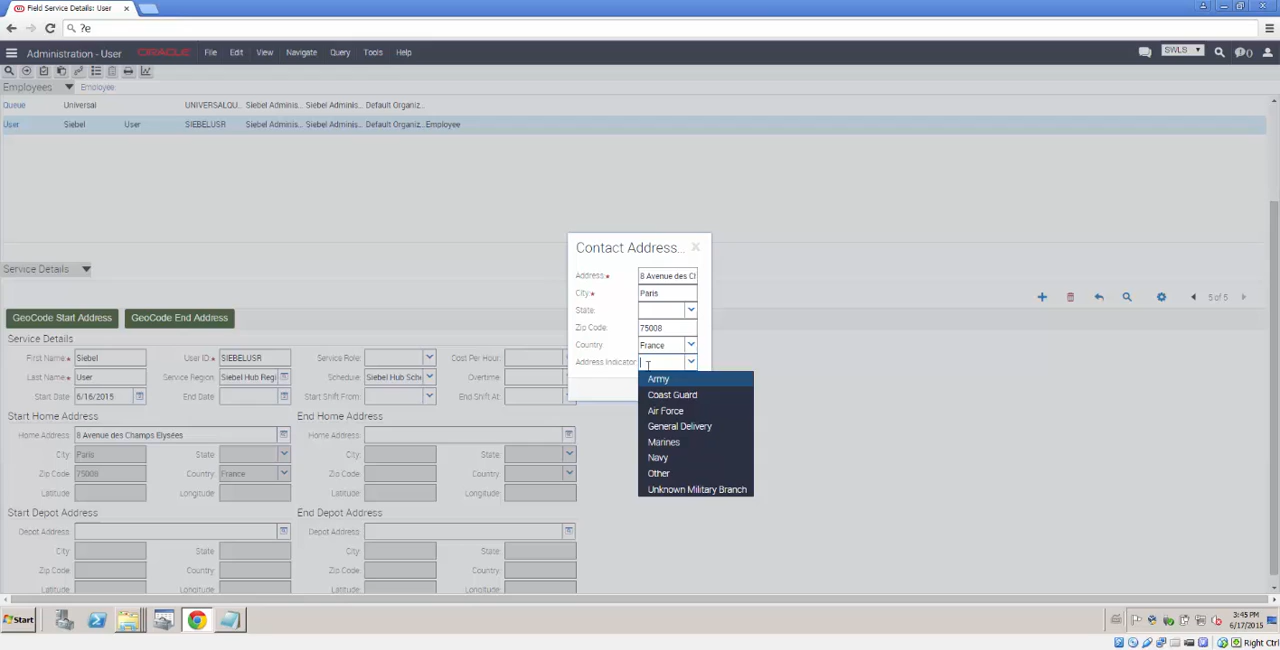 Field Service Details: User
?e
Administration - User ORACLE File Edit View Navigate Query Tools Help SWLS
Employees Employee
Queue Universal UNIVERSALQU... Siebel Adminis... Siebel Adminis... Default Organiz...
User Siebel User SIEBELUSR Siebel Adminis... Siebel Adminis... Default Organiz... Employee
Contact Address...
Address:* 8 Avenue des Ch
City:* Paris
State:
Zip Code: 75008
Country France
Address Indicator:
Army
Coast Guard
Air Force
General Delivery
Marines
Navy
Other
Unknown Military Branch
Service Details
5 of 5
GeoCode Start Address GeoCode End Address
Service Details
First Name:* Siebel User ID:* SIEBELUSR Service Role: Cost Per Hour:
Last Name:* User Service Region: Siebel Hub Regi Schedule: Siebel Hub Sch Overtime:
Start Date: 6/16/2015 End Date: Start Shift From: End Shift At:
Start Home Address End Home Address
Home Address: 8 Avenue des Champs Elysées Home Address:
City: Paris State: City: State:
Zip Code: 75008 Country: France Zip Code: Country:
Latitude: Longitude: Latitude: Longitude:
Start Depot Address End Depot Address
Depot Address: Depot Address:
City: State: City: State:
Zip Code: Country: Zip Code: Country:
Latitude: Longitude: Latitude: Longitude:
Start
3:45 PM
6/17/2015
Right Ctrl